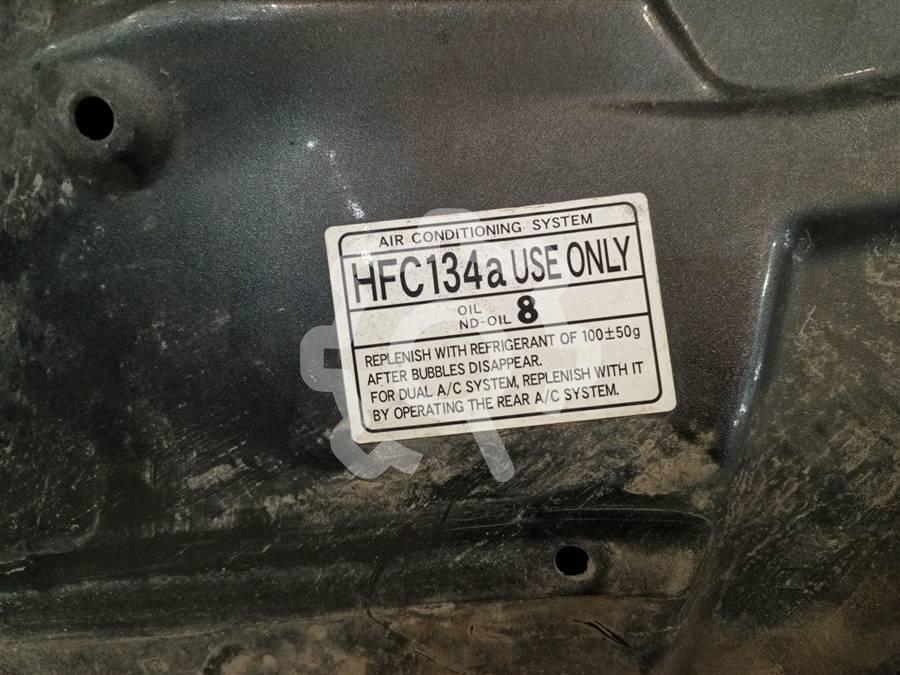 AIR CONDITIONING SYSTEM
HFC134a USE ONLY
OIL
ND-OIL 8
REPLENISH WITH REFRIGERANT OF 100±50g
AFTER BUBBLES DISAPPEAR.
FOR DUAL A/C SYSTEM, REPLENISH WITH IT
BY OPERATING THE REAR A/C SYSTEM.